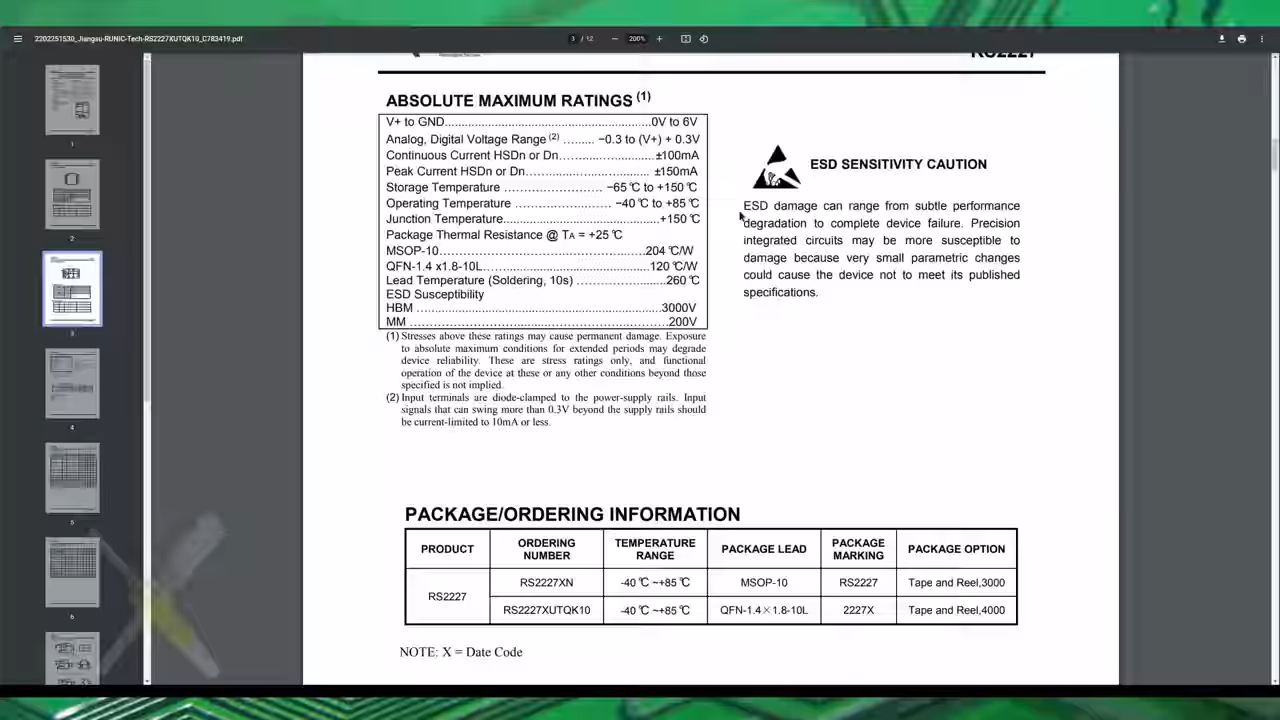 2202251530_Jiangsu-RUNIC-Tech-RS2227XUTQK10_C783419.pdf
3 / 12
200%
RS2227
ABSOLUTE MAXIMUM RATINGS (1)
V+ to GND......................................................0V to 6V
Analog, Digital Voltage Range (2) ........ −0.3 to (V+) + 0.3V
Continuous Current HSDn or Dn.......................... ±100mA
Peak Current HSDn or Dn.................................. ±150mA
Storage Temperature .......................... −65 ℃ to +150 ℃
Operating Temperature ......................... −40 ℃ to +85 ℃
Junction Temperature.........................................+150 ℃
Package Thermal Resistance @ TA = +25 ℃
MSOP-10............................................................204 ℃/W
QFN-1.4 x1.8-10L................................................120 ℃/W
Lead Temperature (Soldering, 10s) ........................260 ℃
ESD Susceptibility
HBM .................................................................3000V
MM ....................................................................200V
(1) Stresses above these ratings may cause permanent damage. Exposure
to absolute maximum conditions for extended periods may degrade
device reliability. These are stress ratings only, and functional
operation of the device at these or any other conditions beyond those
specified is not implied.
(2) Input terminals are diode-clamped to the power-supply rails. Input
signals that can swing more than 0.3V beyond the supply rails should
be current-limited to 10mA or less.
ESD SENSITIVITY CAUTION
ESD damage can range from subtle performance
degradation to complete device failure. Precision
integrated circuits may be more susceptible to
damage because very small parametric changes
could cause the device not to meet its published
specifications.
PACKAGE/ORDERING INFORMATION
PRODUCT ORDERING NUMBER TEMPERATURE RANGE PACKAGE LEAD PACKAGE MARKING PACKAGE OPTION
RS2227 RS2227XN -40 ℃ ~+85 ℃ MSOP-10 RS2227 Tape and Reel,3000
RS2227XUTQK10 -40 ℃ ~+85 ℃ QFN-1.4×1.8-10L 2227X Tape and Reel,4000
NOTE: X = Date Code
1
2
3
4
5
6